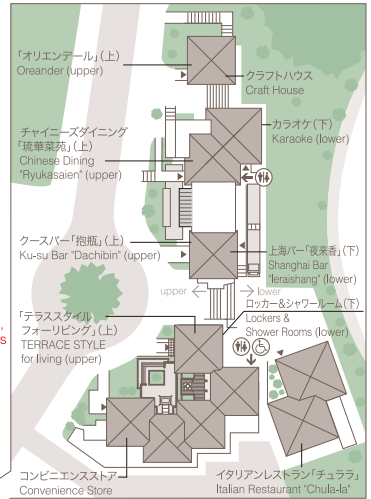 「オリエンデール」(上)
Oreander (upper)
クラフトハウス
Craft House
チャイニーズダイニング
「琉華菜苑」(上)
Chinese Dining
"Ryukasaien" (upper)
カラオケ(下)
Karaoke (lower)
クースバー「抱瓶」(上)
Ku-su Bar "Dachibin" (upper)
上海バー「夜来香」(下)
Shanghai Bar
"Ieraishang" (lower)
upper
lower
ロッカー&シャワールーム(下)
Lockers &
Shower Rooms (lower)
「テラススタイル
フォーリビング」(上)
TERRACE STYLE
for living (upper)
コンビニエンスストア
Convenience Store
イタリアンレストラン「チュララ」
Italian Restaurant "Chula-la"